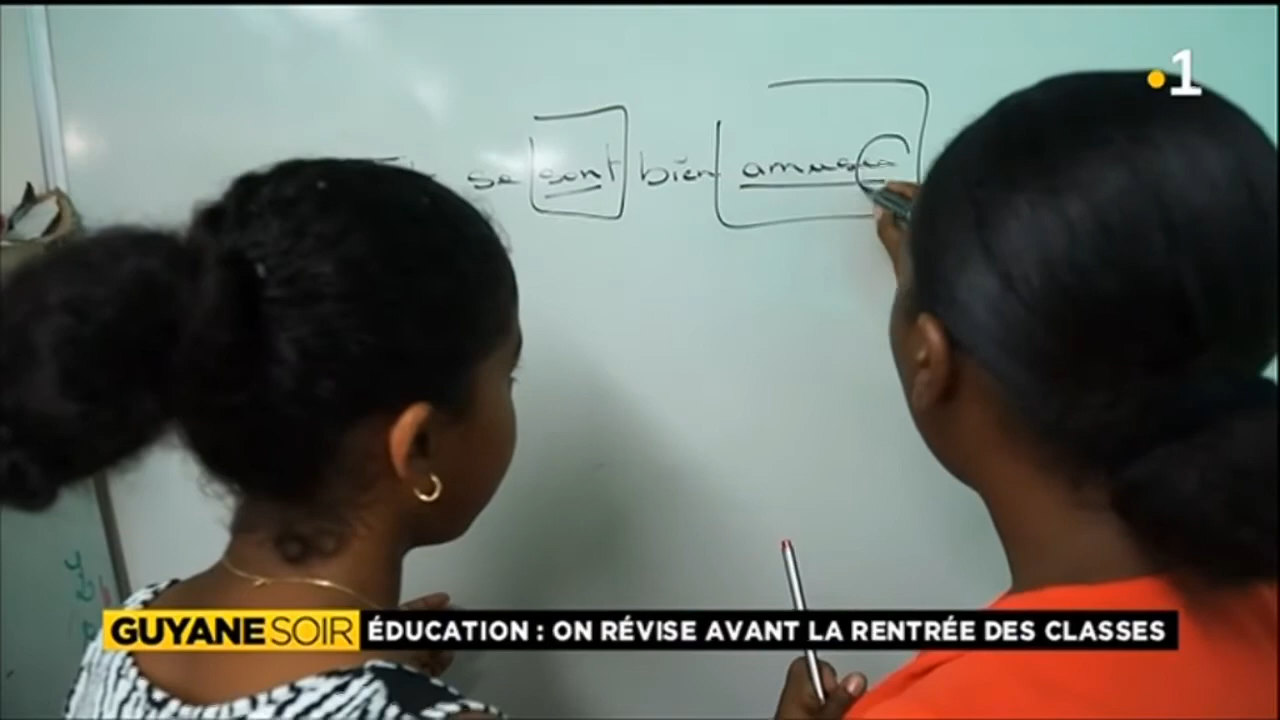 1
se sont bien
GUYANE SOIR ÉDUCATION : ON RÉVISE AVANT LA RENTRÉE DES CLASSES